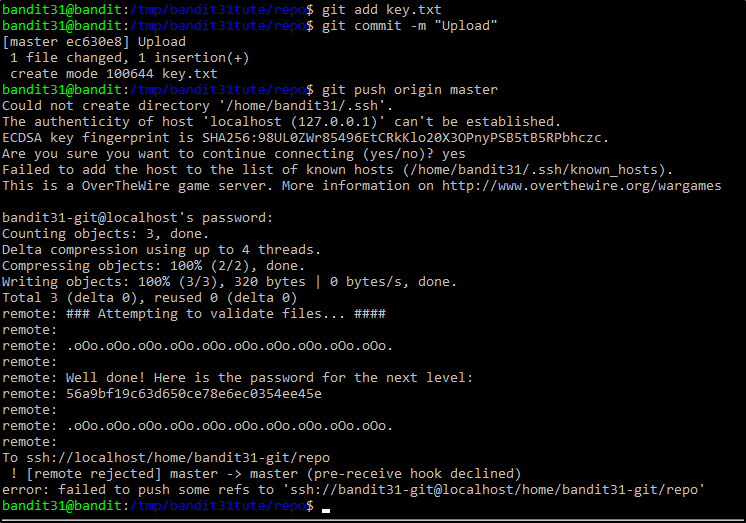 bandit31@bandit:/tmp/bandit31tute/repo$ git add key.txt
bandit31@bandit:/tmp/bandit31tute/repo$ git commit -m "Upload"
[master ec630e8] Upload
 1 file changed, 1 insertion(+)
 create mode 100644 key.txt
bandit31@bandit:/tmp/bandit31tute/repo$ git push origin master
Could not create directory '/home/bandit31/.ssh'.
The authenticity of host 'localhost (127.0.0.1)' can't be established.
ECDSA key fingerprint is SHA256:98UL0ZWr85496EtCRkKlo20X3OPnyPSB5tB5RPbhczc.
Are you sure you want to continue connecting (yes/no)? yes
Failed to add the host to the list of known hosts (/home/bandit31/.ssh/known_hosts).
This is a OverTheWire game server. More information on http://www.overthewire.org/wargames
bandit31-git@localhost's password:
Counting objects: 3, done.
Delta compression using up to 4 threads.
Compressing objects: 100% (2/2), done.
Writing objects: 100% (3/3), 320 bytes | 0 bytes/s, done.
Total 3 (delta 0), reused 0 (delta 0)
remote: ### Attempting to validate files... ####
remote:
remote: .oOo.oOo.oOo.oOo.oOo.oOo.oOo.oOo.oOo.oOo.
remote:
remote: Well done! Here is the password for the next level:
remote: 56a9bf19c63d650ce78e6ec0354ee45e
remote:
remote: .oOo.oOo.oOo.oOo.oOo.oOo.oOo.oOo.oOo.oOo.
remote:
To ssh://localhost/home/bandit31-git/repo
 ! [remote rejected] master -> master (pre-receive hook declined)
error: failed to push some refs to 'ssh://bandit31-git@localhost/home/bandit31-git/repo'
bandit31@bandit:/tmp/bandit31tute/repo$